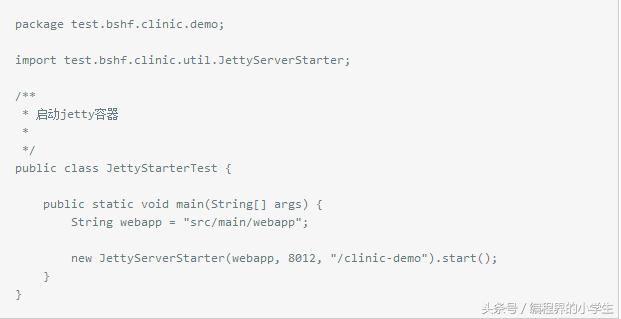 package test.bshf.clinic.demo;
import test.bshf.clinic.util.JettyServerStarter;
/**
 * 启动jetty容器
 *
 */
public class JettyStarterTest {
    public static void main(String[] args) {
        String webapp = "src/main/webapp";
        new JettyServerStarter(webapp, 8012, "/clinic-demo").start();
    }
}
头条号 / 编程界的小学生